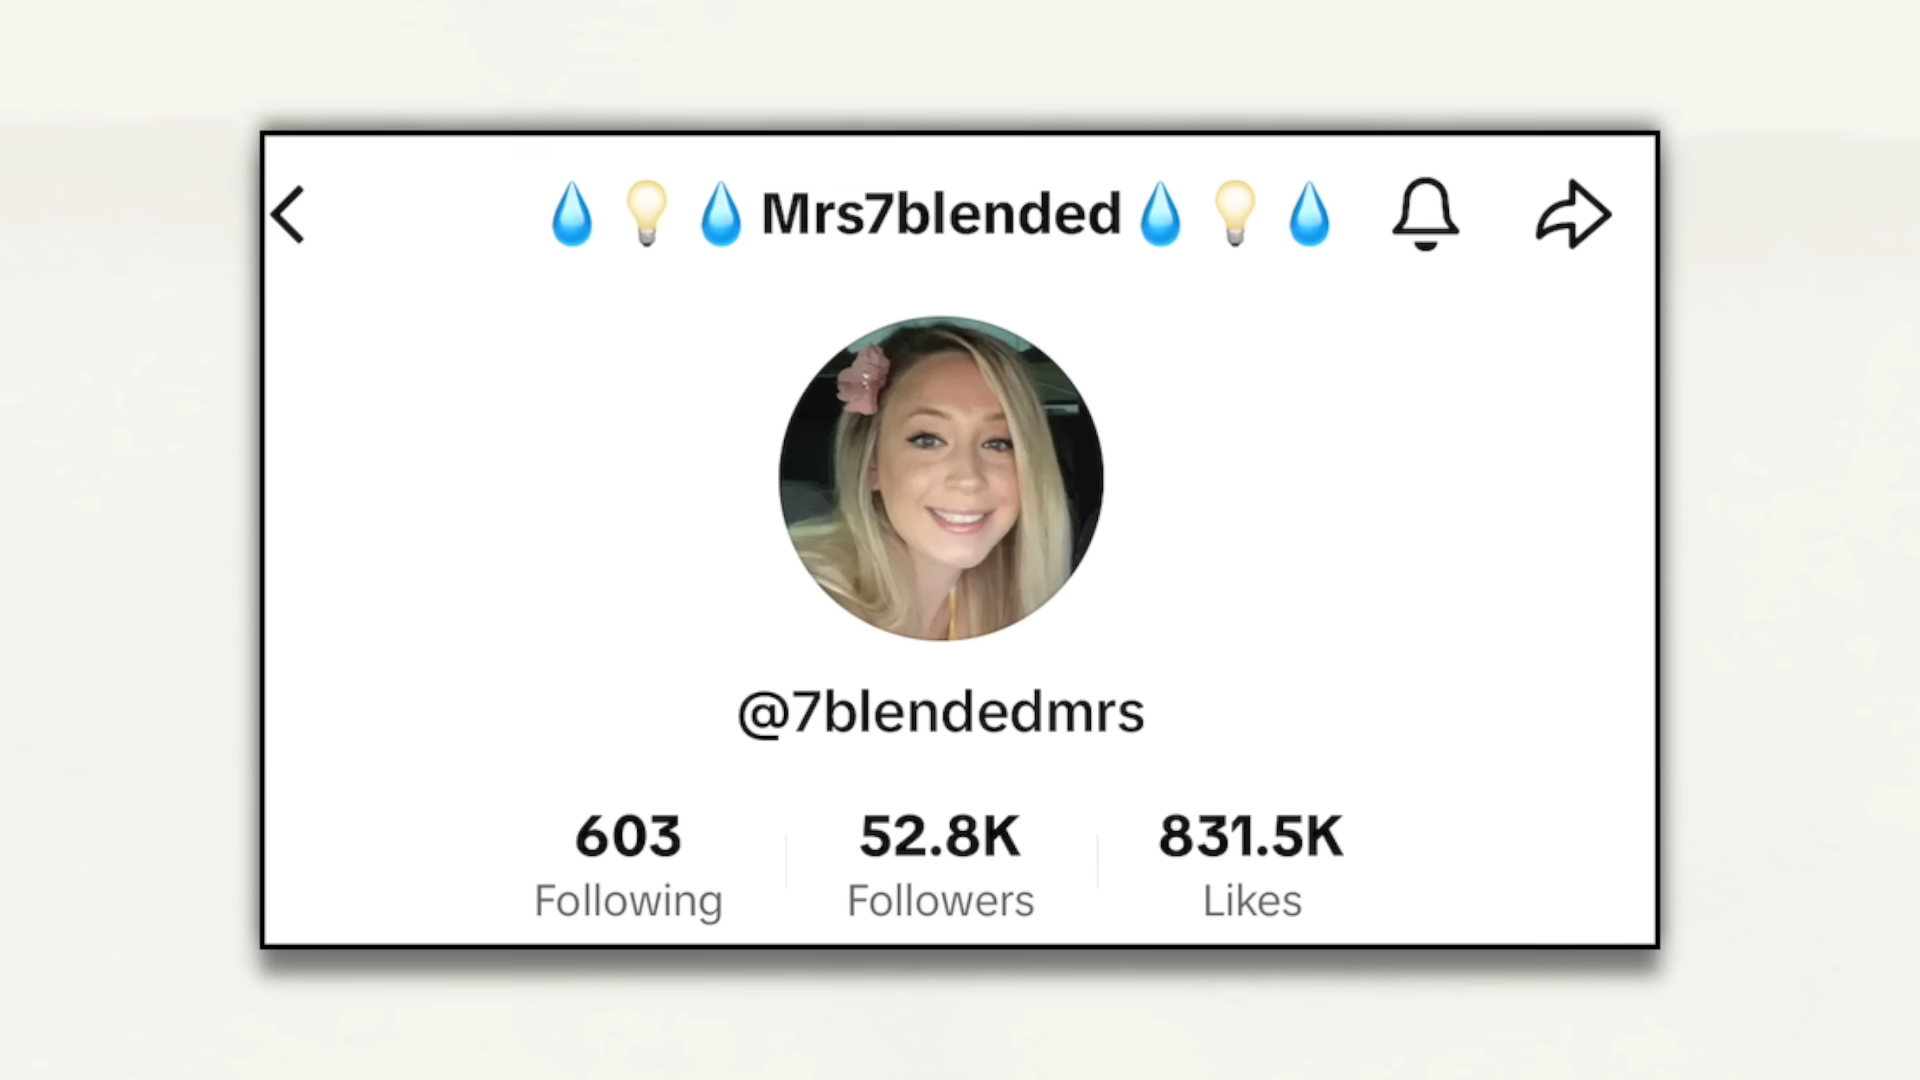 💧 💡 💧 Mrs7blended 💧 💡 💧
@7blendedmrs
603 52.8K 831.5K
Following Followers Likes